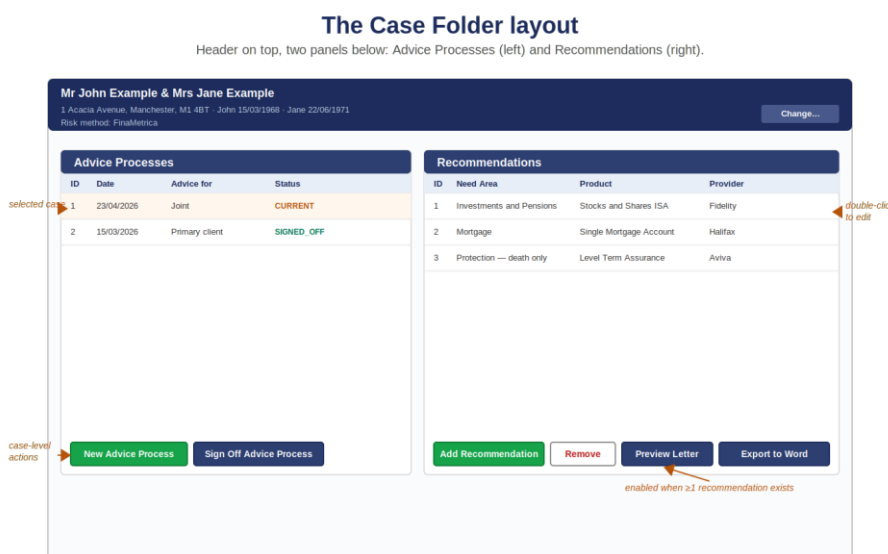 The Case Folder layout
Header on top, two panels below: Advice Processes (left) and Recommendations (right).
Mr John Example & Mrs Jane Example
1 Acacia Avenue, Manchester, M1 4BT · John 15/03/1968 · Jane 22/06/1971
Risk method: FinaMetrica
Change...
Advice Processes
ID Date Advice for Status
1 23/04/2026 Joint CURRENT
2 15/03/2026 Primary client SIGNED_OFF
selected case
New Advice Process Sign Off Advice Process
case-level
actions
Recommendations
ID Need Area Product Provider
1 Investments and Pensions Stocks and Shares ISA Fidelity
2 Mortgage Single Mortgage Account Halifax
3 Protection — death only Level Term Assurance Aviva
double-clic
to edit
Add Recommendation Remove Preview Letter Export to Word
enabled when ≥1 recommendation exists